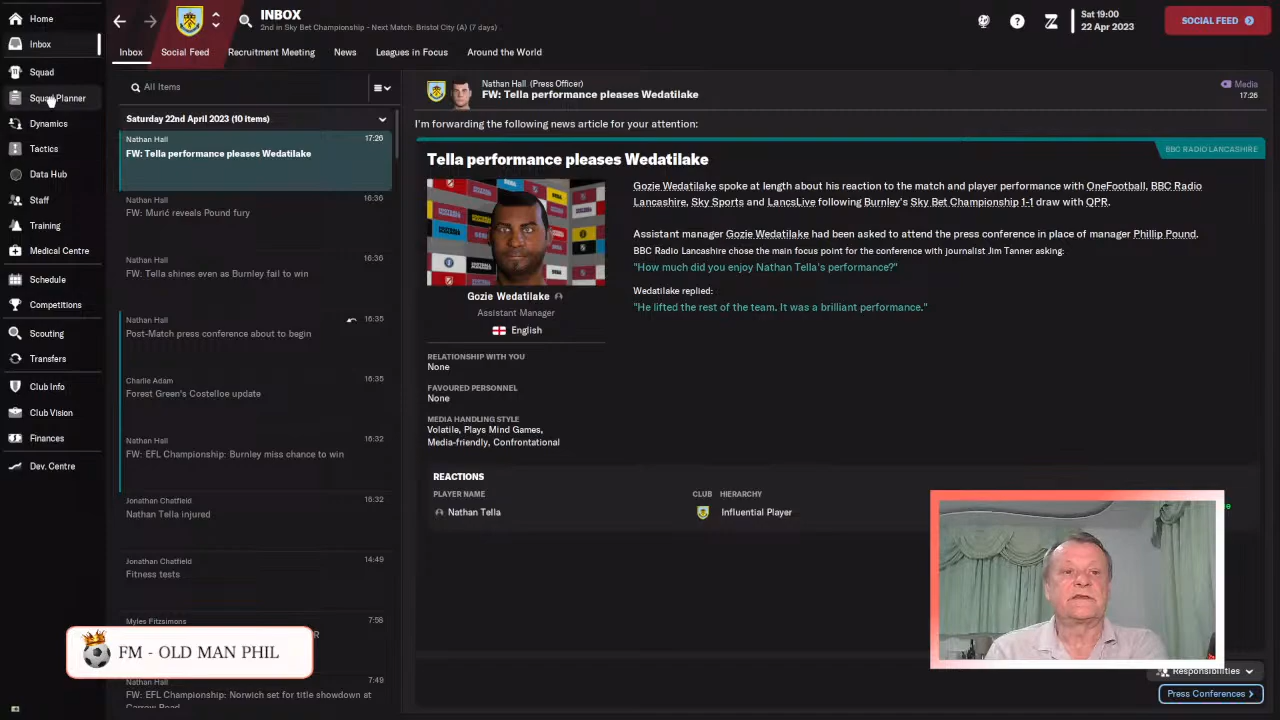 Home
Inbox
Squad
Squad Planner
Dynamics
Tactics
Data Hub
Staff
Training
Medical Centre
Schedule
Competitions
Scouting
Transfers
Club Info
Club Vision
Finances
Dev. Centre
INBOX
2nd in Sky Bet Championship - Next Match: Bristol City (A) (7 days)
Sat 19:00
22 Apr 2023
SOCIAL FEED
Inbox
Social Feed
Recruitment Meeting
News
Leagues in Focus
Around the World
All Items
Saturday 22nd April 2023 (10 items)
Nathan Hall 17:26
FW: Tella performance pleases Wedatilake
Nathan Hall 16:36
FW: Murić reveals Pound fury
Nathan Hall 16:36
FW: Tella shines even as Burnley fail to win
Nathan Hall 16:35
Post-Match press conference about to begin
Charlie Adam 16:35
Forest Green's Costelloe update
Nathan Hall 16:32
FW: EFL Championship: Burnley miss chance to win
Jonathan Chatfield 16:32
Nathan Tella injured
Jonathan Chatfield 14:49
Fitness tests
Myles Fitzsimons 7:58
R
Nathan Hall 7:49
FW: EFL Championship: Norwich set for title showdown at
Carrow Road
FM - OLD MAN PHIL
Nathan Hall (Press Officer)
FW: Tella performance pleases Wedatilake
Media
17:26
I'm forwarding the following news article for your attention:
BBC RADIO LANCASHIRE
Tella performance pleases Wedatilake
Gozie Wedatilake
Assistant Manager
English
RELATIONSHIP WITH YOU
None
FAVOURED PERSONNEL
None
MEDIA HANDLING STYLE
Volatile, Plays Mind Games,
Media-friendly, Confrontational
Gozie Wedatilake spoke at length about his reaction to the match and player performance with OneFootball, BBC Radio
Lancashire, Sky Sports and LancsLive following Burnley's Sky Bet Championship 1-1 draw with QPR.
Assistant manager Gozie Wedatilake had been asked to attend the press conference in place of manager Phillip Pound.
BBC Radio Lancashire chose the main focus point for the conference with journalist Jim Tanner asking:
"How much did you enjoy Nathan Tella's performance?"
Wedatilake replied:
"He lifted the rest of the team. It was a brilliant performance."
REACTIONS
PLAYER NAME CLUB HIERARCHY
Nathan Tella Influential Player
Responsibilities
Press Conferences